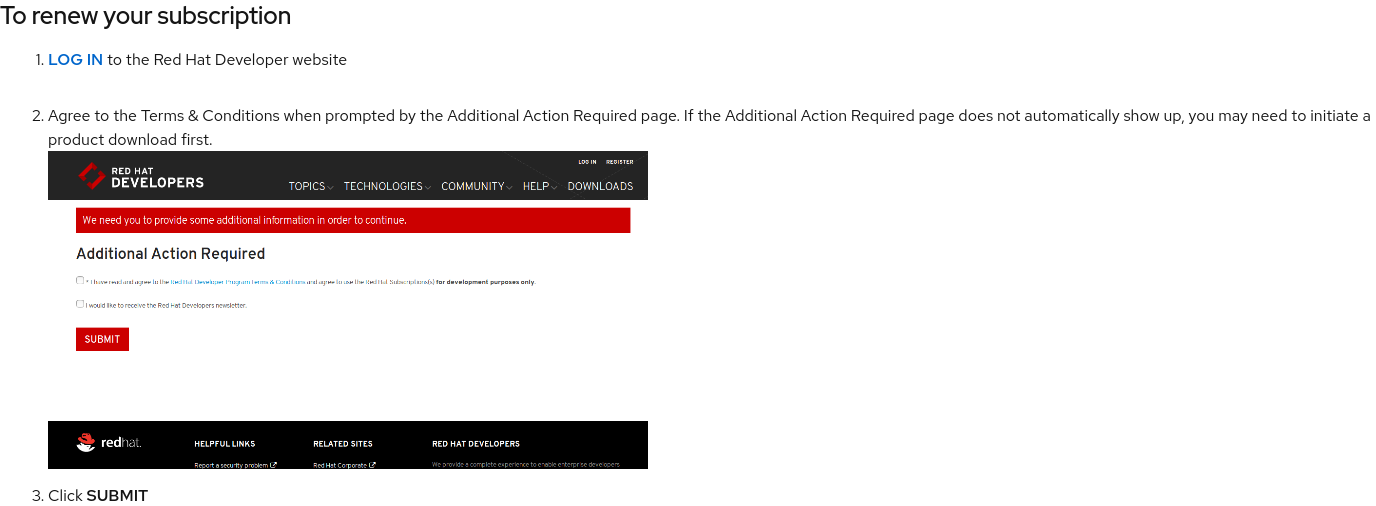 To renew your subscription
1. LOG IN to the Red Hat Developer website
2. Agree to the Terms & Conditions when prompted by the Additional Action Required page. If the Additional Action Required page does not automatically show up, you may need to initiate a
product download first.
LOG IN REGISTER
RED HAT
DEVELOPERS
TOPICS TECHNOLOGIES COMMUNITY HELP DOWNLOADS
We need you to provide some additional information in order to continue.
Additional Action Required
* I have read and agree to the Red Hat Developer Program Terms & Conditions and agree to use the Red Hat Subscriptions(s) for development purposes only.
I would like to receive the Red Hat Developers newsletter.
SUBMIT
redhat. HELPFUL LINKS RELATED SITES RED HAT DEVELOPERS
Report a security problem Red Hat Corporate We provide a complete experience to enable enterprise developers
3. Click SUBMIT